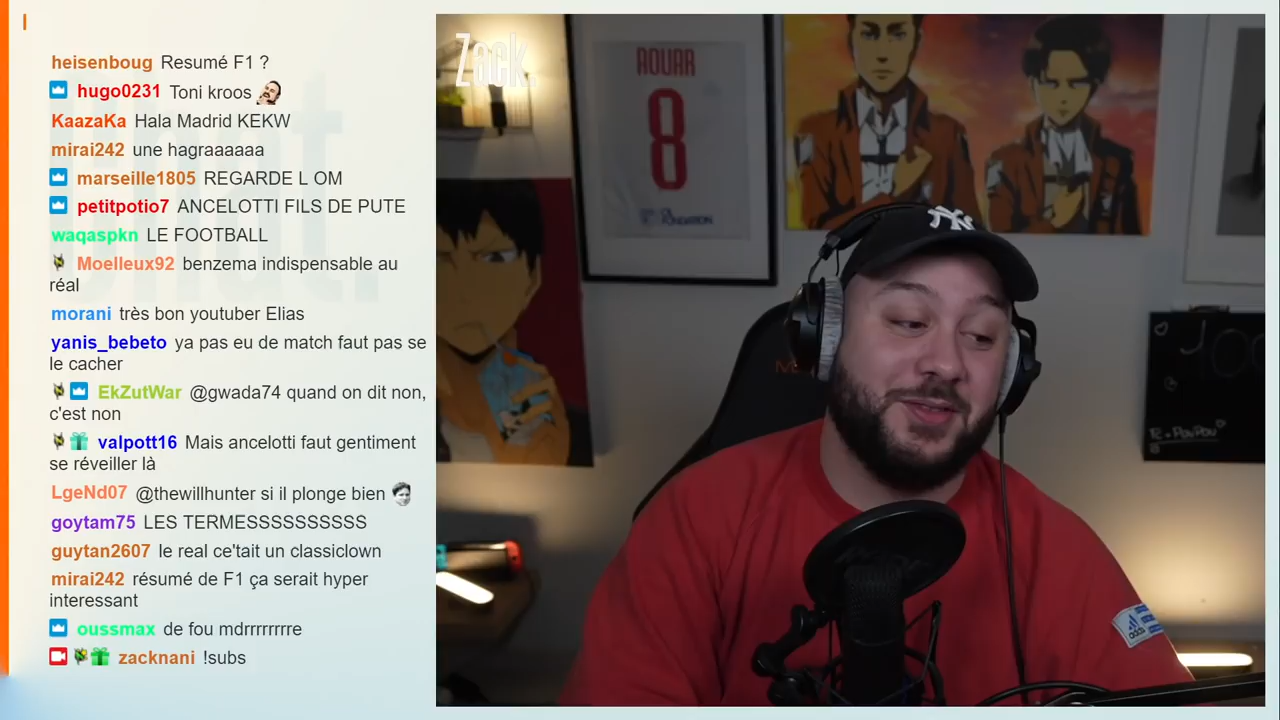 heisenboug Resumé F1 ?
hugo0231 Toni kroos
KaazaKa Hala Madrid KEKW
mirai242 une hagraaaaaa
marseille1805 REGARDE L OM
petitpotio7 ANCELOTTI FILS DE PUTE
waqaspkn LE FOOTBALL
Moelleux92 benzema indispensable au
réal
morani très bon youtuber Elias
yanis_bebeto ya pas eu de match faut pas se
le cacher
EkZutWar @gwada74 quand on dit non,
c'est non
valpott16 Mais ancelotti faut gentiment
se réveiller là
LgeNd07 @thewillhunter si il plonge bien
goytam75 LES TERMESSSSSSSSSS
guytan2607 le real ce'tait un classiclown
mirai242 résumé de F1 ça serait hyper
interessant
oussmax de fou mdrrrrrrrre
zacknani !subs
Chat.
Zack.
AOUAR
8
NY
adidas